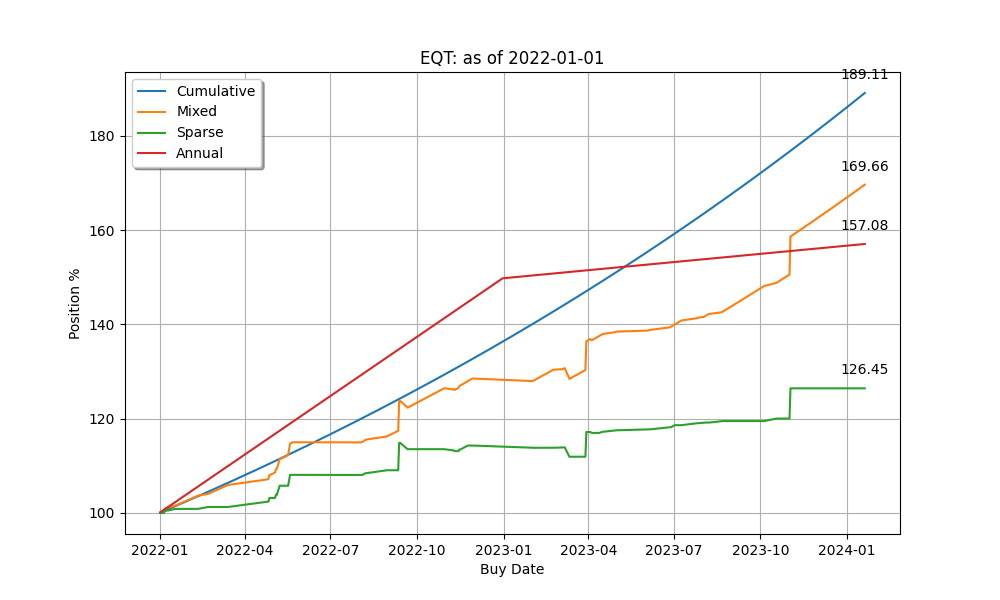 EQT: as of 2022-01-01
189.11
Cumulative
Mixed
Sparse
Annual
180
169.66
160
157.08
Position %
140
126.45
120
100
2022-01 2022-04 2022-07 2022-10 2023-01 2023-04 2023-07 2023-10 2024-01
Buy Date